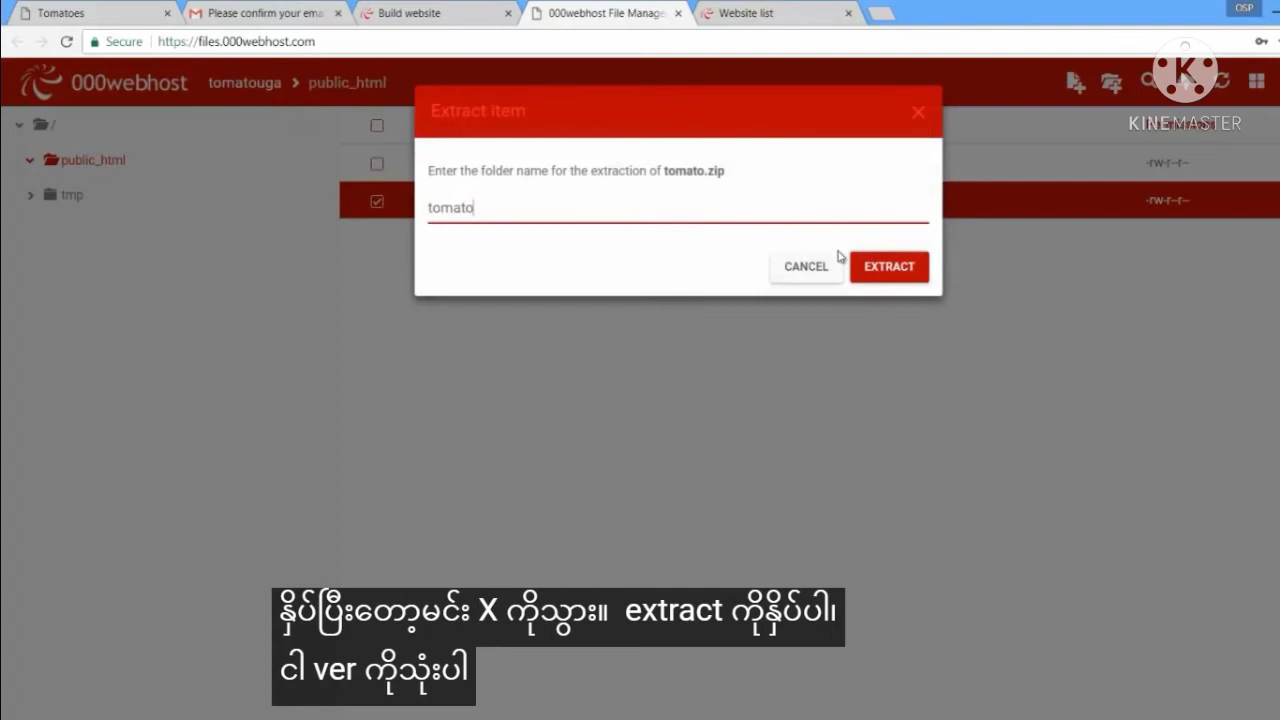 Tomatoes
Please confirm your ema
Build website
000webhost File Manage
Website list
OSP
Secure
https://files.000webhost.com
000webhost
tomatouga
public_html
KINEMASTER
/
public_html
tmp
Extract item
Enter the folder name for the extraction of tomato.zip
tomato
CANCEL
EXTRACT
-rw-r--r--
-rw-r--r--
နှိပ်ပြီးတော့မင်း X ကိုသွား။ extract ကိုနှိပ်ပါ၊
ငါ ver ကိုသုံးပါ